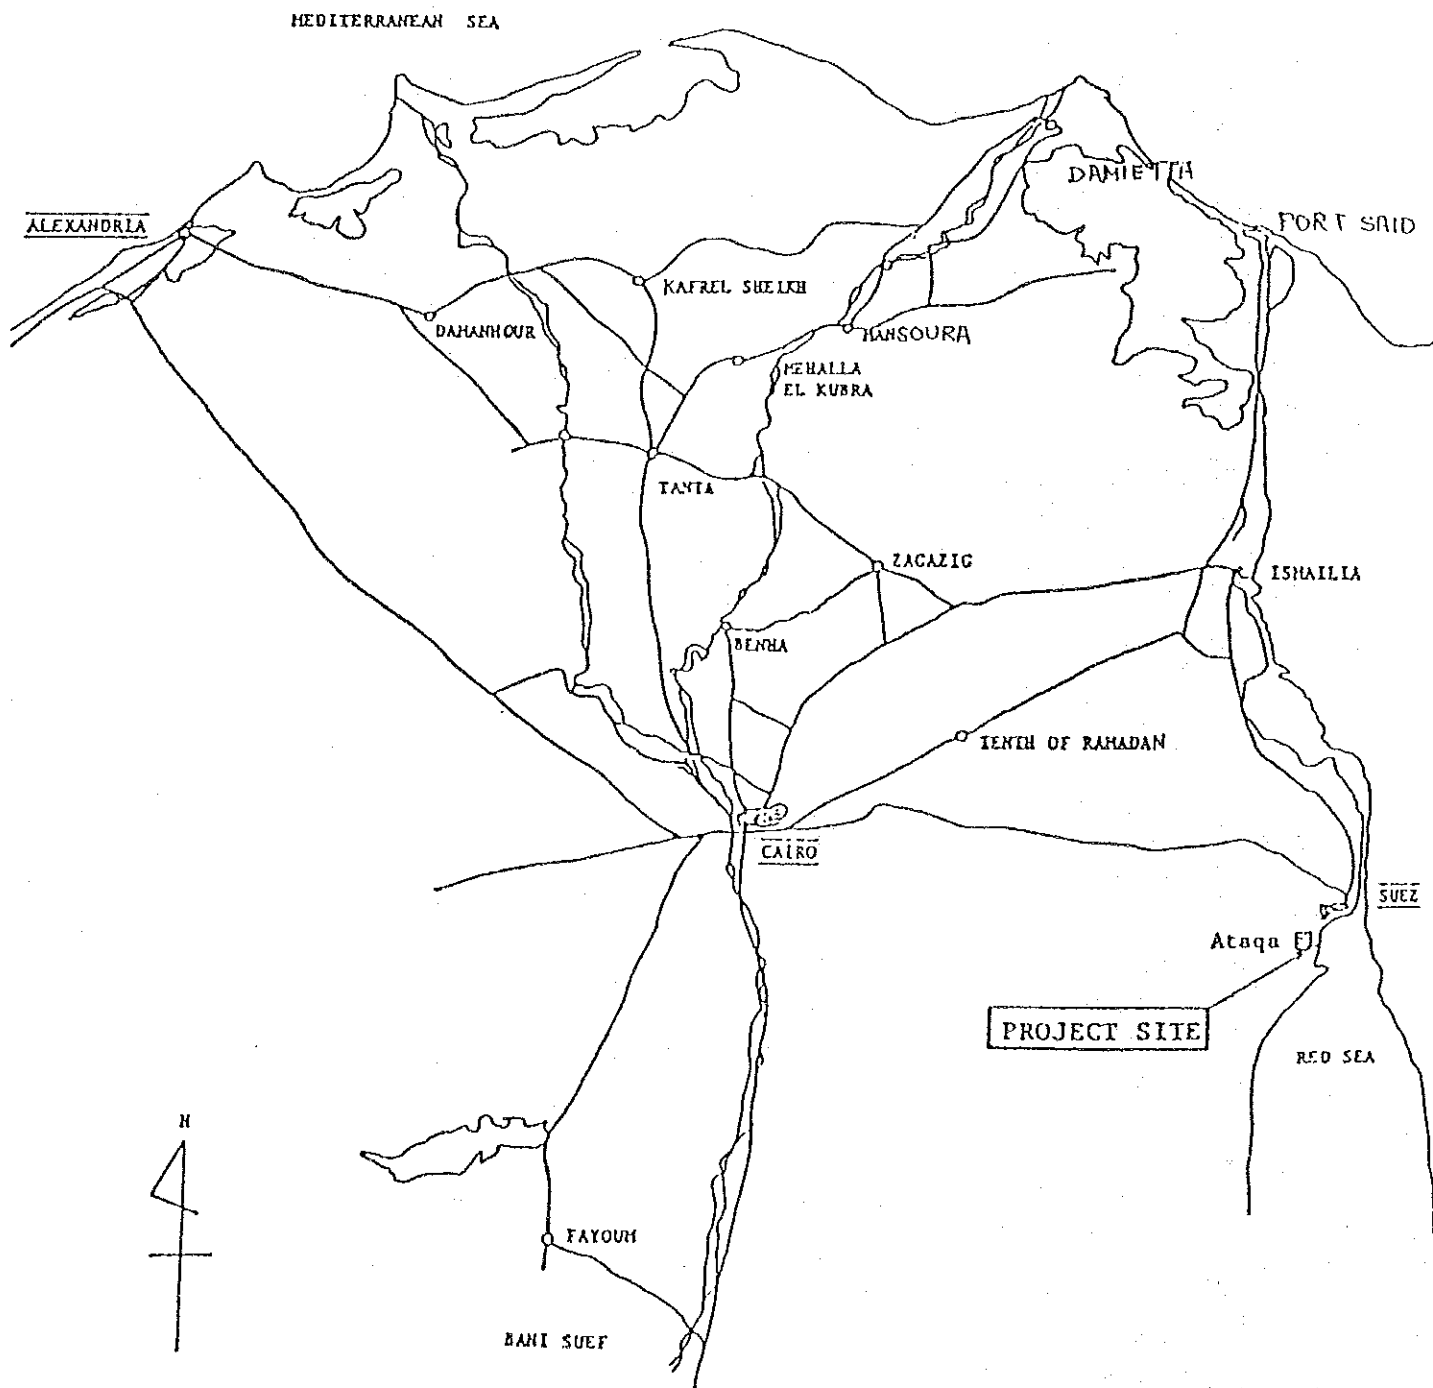 MEDITERRANEAN SEA
DAMIETTA
ALEXANDRIA
PORT SAID
KAFREL SHEIKH
DAMANHOUR
MANSOURA
MEHALLA
EL KUBRA
TANTA
ZAGAZIG
ISMAILIA
BENHA
TENTH OF RAMADAN
CAIRO
SUEZ
Ataqa
PROJECT SITE
RED SEA
N
FAYOUM
BANI SUEF